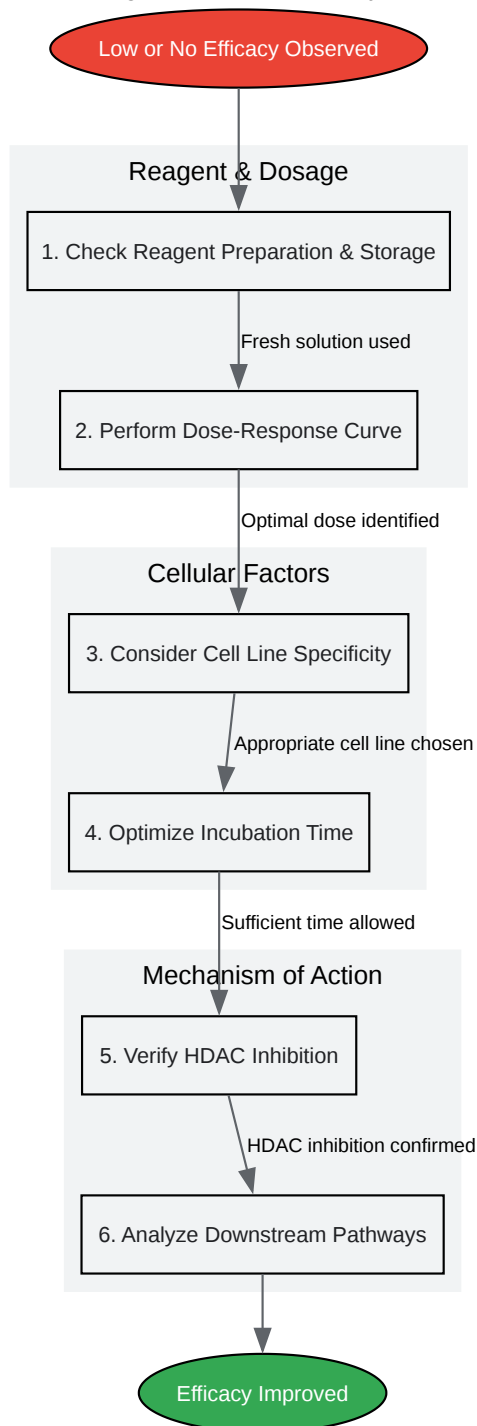 Low or No Efficacy Observed
Reagent & Dosage
1. Check Reagent Preparation & Storage
Fresh solution used
2. Perform Dose-Response Curve
Optimal dose identified
Cellular Factors
3. Consider Cell Line Specificity
Appropriate cell line chosen
4. Optimize Incubation Time
Sufficient time allowed
Mechanism of Action
5. Verify HDAC Inhibition
HDAC inhibition confirmed
6. Analyze Downstream Pathways
Efficacy Improved